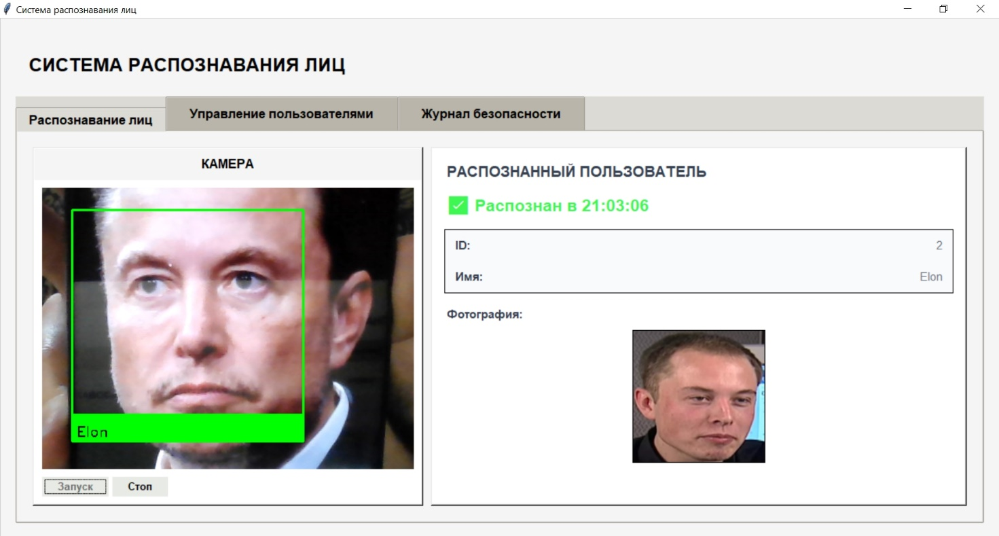 Система распознавания лиц
СИСТЕМА РАСПОЗНАВАНИЯ ЛИЦ
Распознавание лиц
Управление пользователями
Журнал безопасности
КАМЕРА
Elon
Запуск
Стоп
РАСПОЗНАННЫЙ ПОЛЬЗОВАТЕЛЬ
Распознан в 21:03:06
ID: 2
Имя: Elon
Фотография: